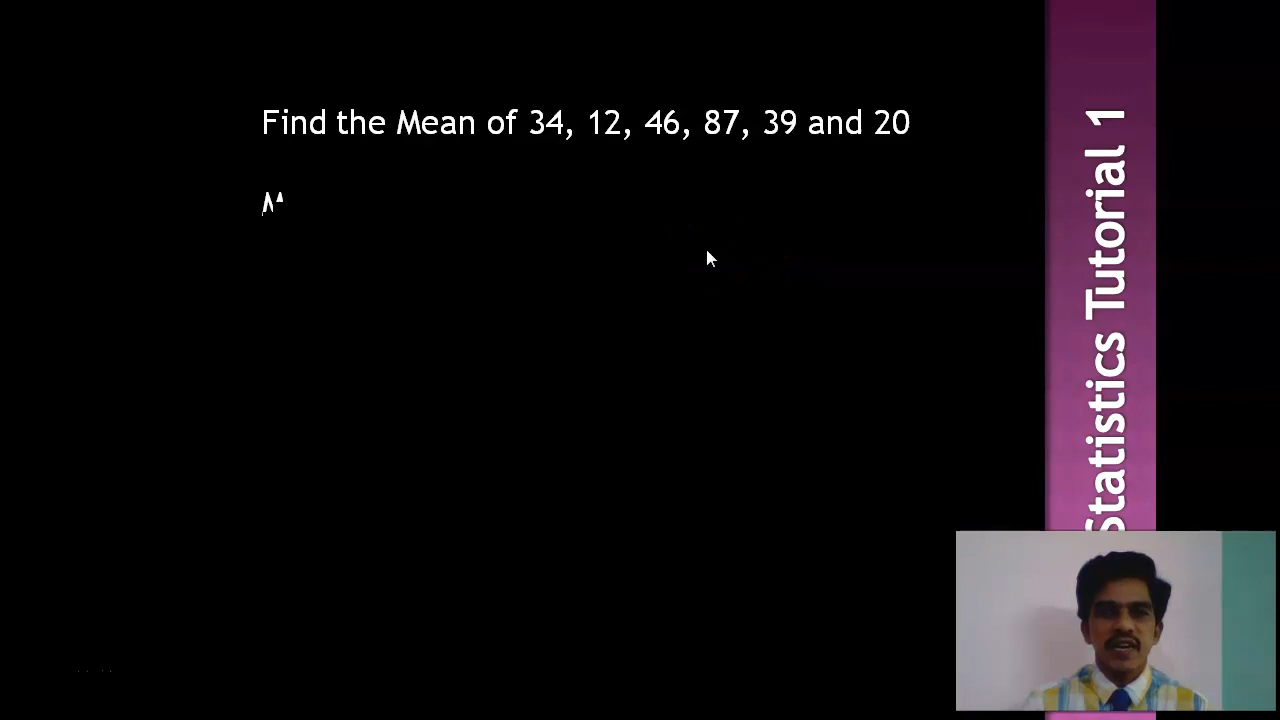 Find the Mean of 34, 12, 46, 87, 39 and 20
Statistics Tutorial 1